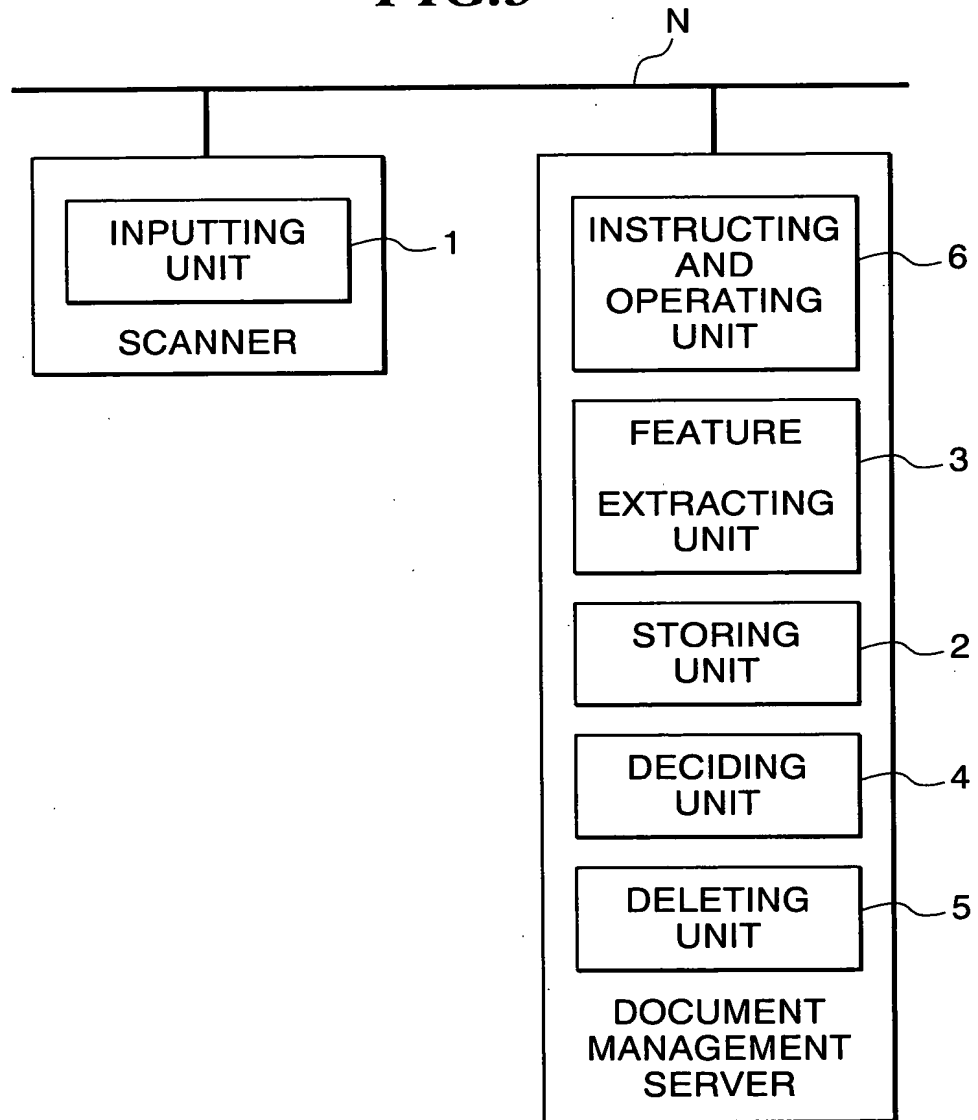 N
INPUTTING
UNIT
1
SCANNER
INSTRUCTING
AND
OPERATING
UNIT
6
FEATURE
EXTRACTING
UNIT
3
STORING
UNIT
2
DECIDING
UNIT
4
DELETING
UNIT
5
DOCUMENT
MANAGEMENT
SERVER